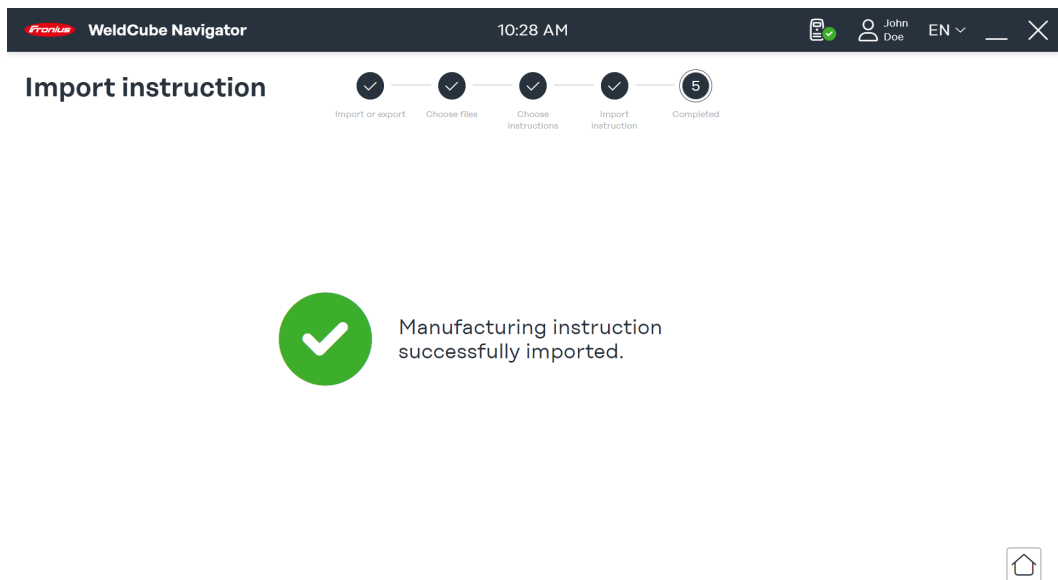 Fronius WeldCube Navigator 10:28 AM John Doe EN
Import instruction
5
Import or export
Choose files
Choose
instructions
Import
instruction
Completed
Manufacturing instruction
successfully imported.